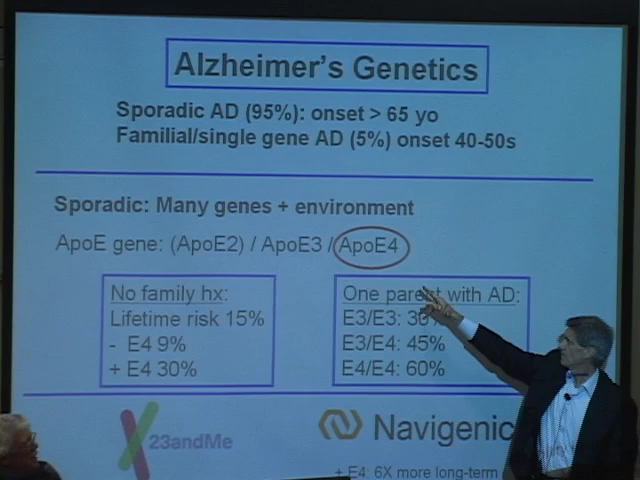 Alzheimer's Genetics
Sporadic AD (95%): onset > 65 yo
Familial/single gene AD (5%) onset 40-50s
Sporadic: Many genes + environment
ApoE gene: (ApoE2) / ApoE3 / ApoE4
No family hx:
Lifetime risk 15%
- E4 9%
+ E4 30%
One parent with AD:
E3/E3:
E3/E4: 45%
E4/E4: 60%
23andMe
Navigenic
+ E4: 6X more long-term